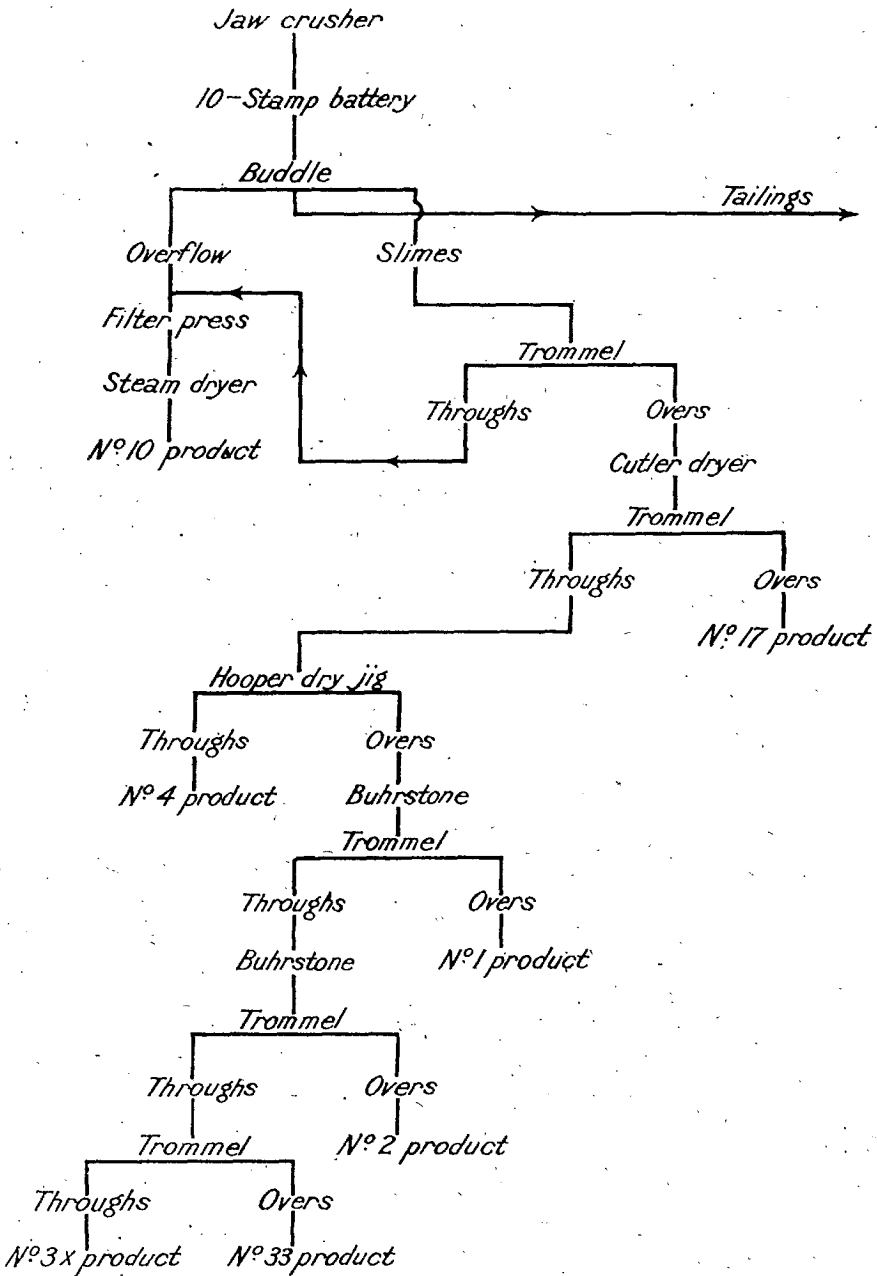 Jaw crusher
10-Stamp battery
Buddle
Tailings
Overflow
Slimes
Filter press
Trommel
Steam dryer
Throughs
Overs
Nº 10 product
Cutler dryer
Trommel
Throughs
Overs
Nº 17 product
Hooper dry jig
Throughs
Overs
Nº 4 product
Buhrstone
Trommel
Throughs
Overs
Buhrstone
Nº 1 product
Trommel
Throughs
Overs
Trommel
Nº 2 product
Throughs
Overs
Nº 3x product
Nº 33 product